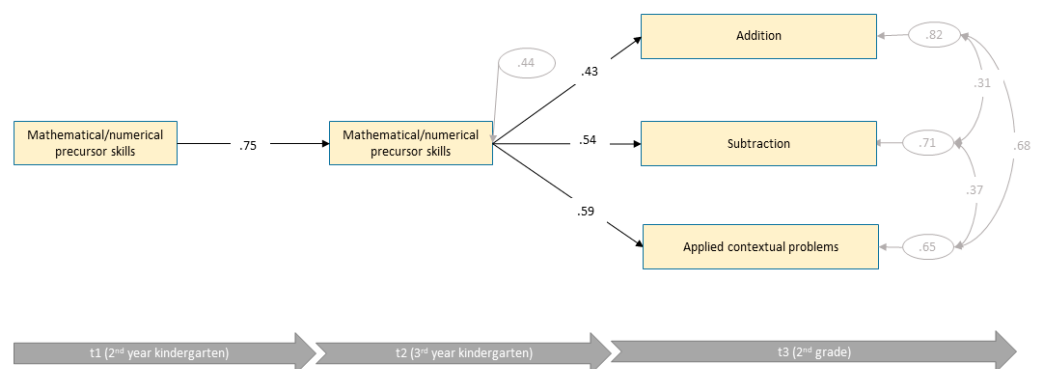 .82
Addition
.44
.43
.31
Mathematical/numerical
precursor skills
.75
Mathematical/numerical
precursor skills
.54
Subtraction
.71
.68
.37
.59
Applied contextual problems
.65
t1 (2nd year kindergarten)
t2 (3rd year kindergarten)
t3 (2nd grade)